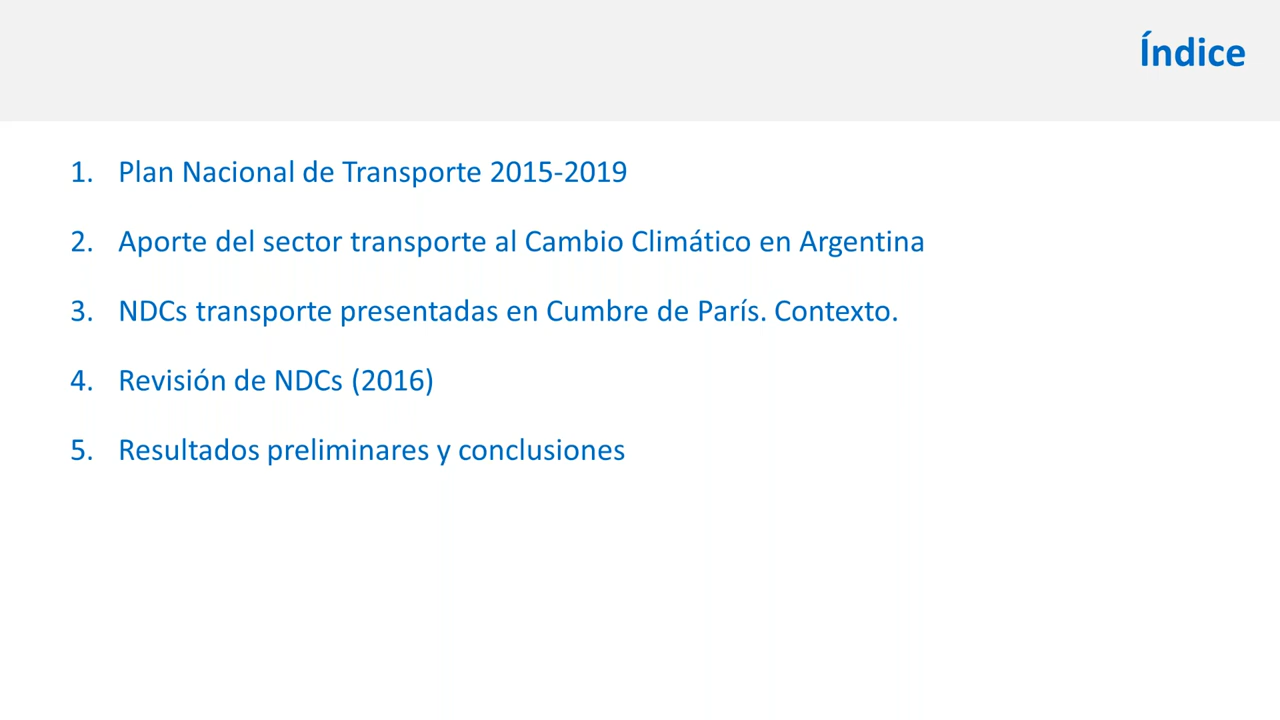 Índice
1. Plan Nacional de Transporte 2015-2019
2. Aporte del sector transporte al Cambio Climático en Argentina
3. NDCs transporte presentadas en Cumbre de París. Contexto.
4. Revisión de NDCs (2016)
5. Resultados preliminares y conclusiones